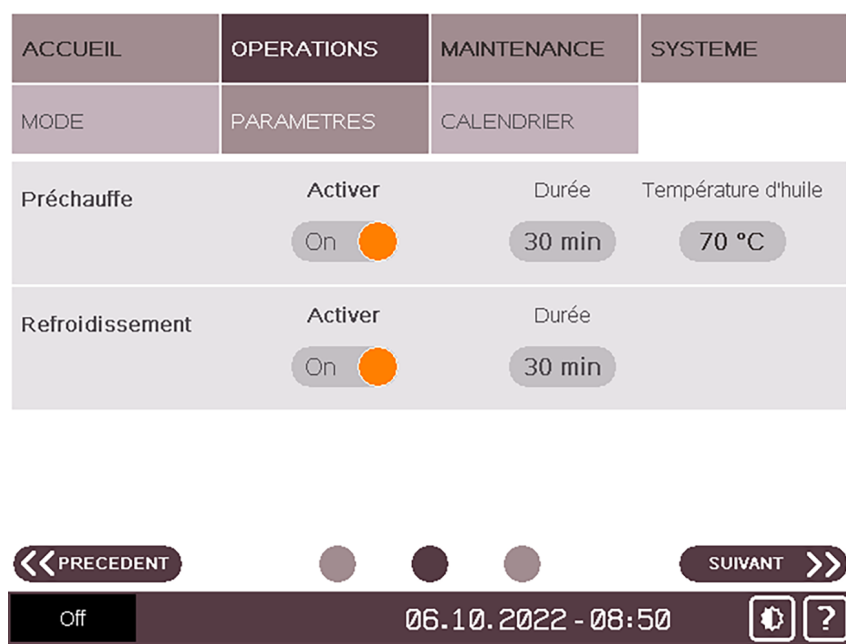 ACCUEIL OPERATIONS MAINTENANCE SYSTEME
MODE PARAMETRES CALENDRIER
Préchauffe Activer Durée Température d'huile
On 30 min 70 °C
Refroidissement Activer Durée
On 30 min
PRECEDENT SUIVANT
Off 06.10.2022 - 08:50 ?